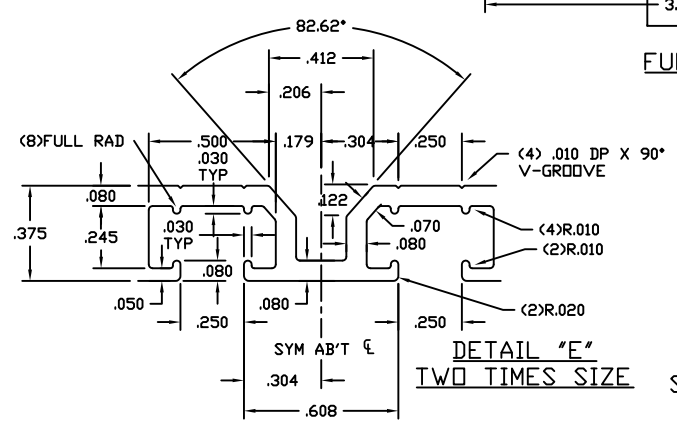 3.
82.62°
.412
FU
.206
(8)FULL RAD
.500
.179
.304
.250
.030
TYP
(4) .010 DP X 90°
V-GROOVE
.080
.122
.375
.245
.030
TYP
.070
.080
(4)R.010
(2)R.010
.080
.050
.080
(2)R.020
.250
.250
SYM AB'T ℄
DETAIL "E"
TWO TIMES SIZE
S
.304
.608